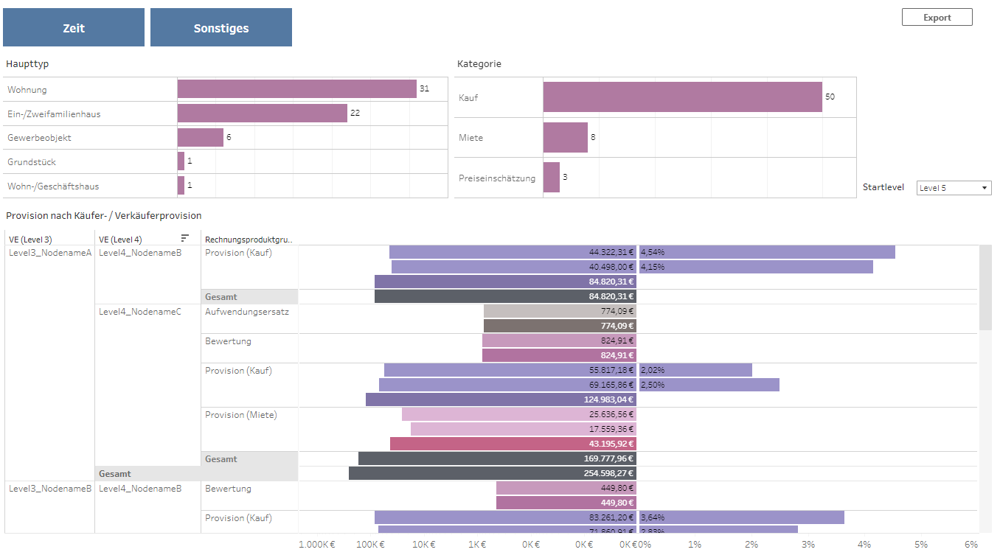 Zeit Sonstiges Export
Haupttyp Kategorie
Wohnung 31
Ein-/Zweifamilienhaus 22
Gewerbeobjekt 6
Grundstück 1
Wohn-/Geschäftshaus 1
Kauf 50
Miete 8
Preiseinschätzung 3
Startlevel Level 5
Provision nach Käufer- / Verkäuferprovision
VE (Level 3) VE (Level 4) Rechnungsproduktgru..
Level3_NodenameA Level4_NodenameB Provision (Kauf) 44.322,31 € 4,54%
40.498,00 € 4,15%
84.820,31 €
Gesamt 84.820,31 €
Level4_NodenameC Aufwendungsersatz 774,09 €
774,09 €
Bewertung 824,91 €
824,91 €
Provision (Kauf) 55.817,18 € 2,02%
69.165,86 € 2,50%
124.983,04 €
Provision (Miete) 25.636,56 €
17.559,36 €
43.195,92 €
Gesamt 169.777,96 €
Gesamt 254.598,27 €
Level3_NodenameB Level4_NodenameB Bewertung 449,80 €
449,80 €
Provision (Kauf) 83.261,20 € 3,64%
71.860,91 € 2,83%
1.000K € 100K € 10K € 1K € 0K € 0K € 0K € 0% 1% 2% 3% 4% 5% 6%